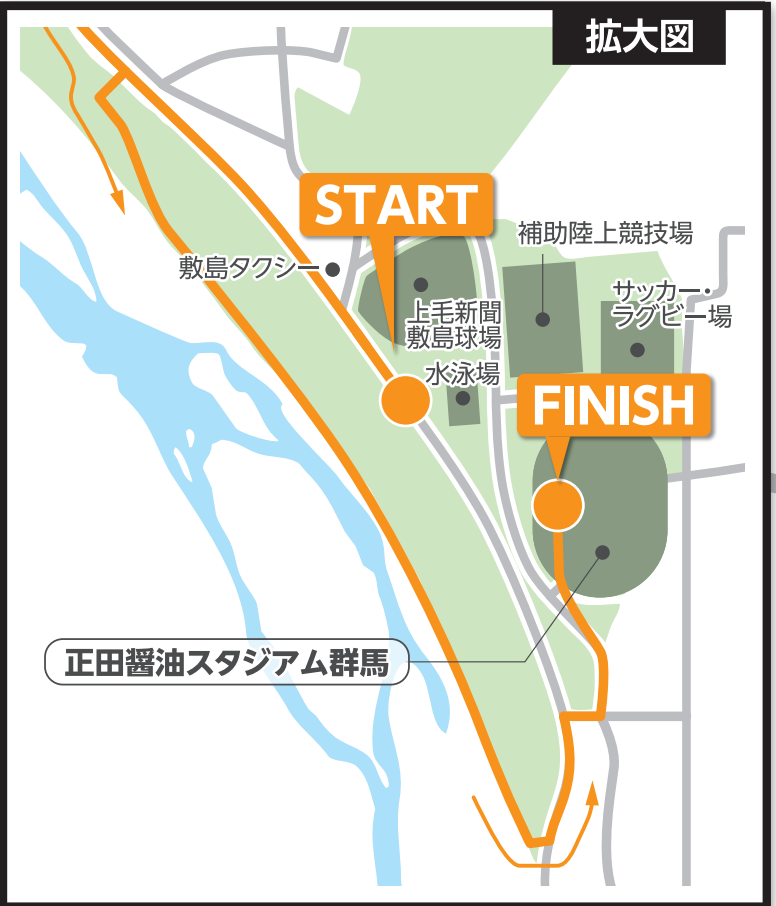 拡大図
START
補助陸上競技場
敷島タクシー
サッカー・
ラグビー場
上毛新聞
敷島球場
水泳場
FINISH
正田醤油スタジアム群馬